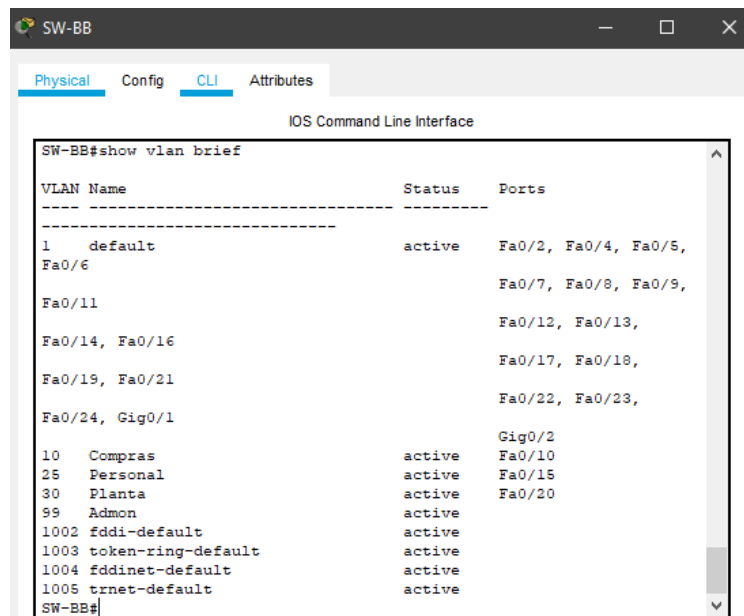 SW-BB
Physical Config CLI Attributes
IOS Command Line Interface
SW-BB#show vlan brief
VLAN Name Status Ports
---- -------------------------------- ---------
-------------------------------
1 default active Fa0/2, Fa0/4, Fa0/5,
Fa0/6
Fa0/7, Fa0/8, Fa0/9,
Fa0/11
Fa0/12, Fa0/13,
Fa0/14, Fa0/16
Fa0/17, Fa0/18,
Fa0/19, Fa0/21
Fa0/22, Fa0/23,
Fa0/24, Gig0/1
Gig0/2
10 Compras active Fa0/10
25 Personal active Fa0/15
30 Planta active Fa0/20
99 Admon active
1002 fddi-default active
1003 token-ring-default active
1004 fddinet-default active
1005 trnet-default active
SW-BB#